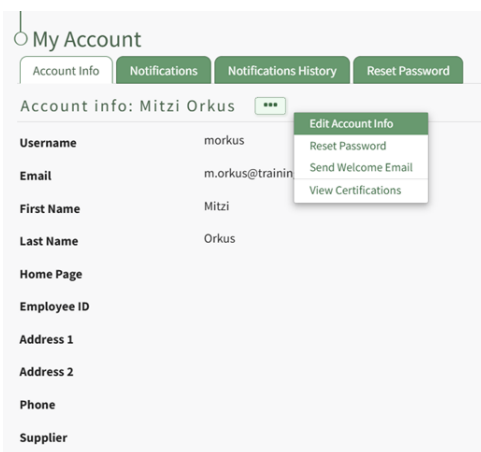 My Account
Account Info Notifications Notifications History Reset Password
Account info: Mitzi Orkus •••
Edit Account Info
Username morkus
Reset Password
Send Welcome Email
Email m.orkus@trainin
View Certifications
First Name Mitzi
Last Name Orkus
Home Page
Employee ID
Address 1
Address 2
Phone
Supplier